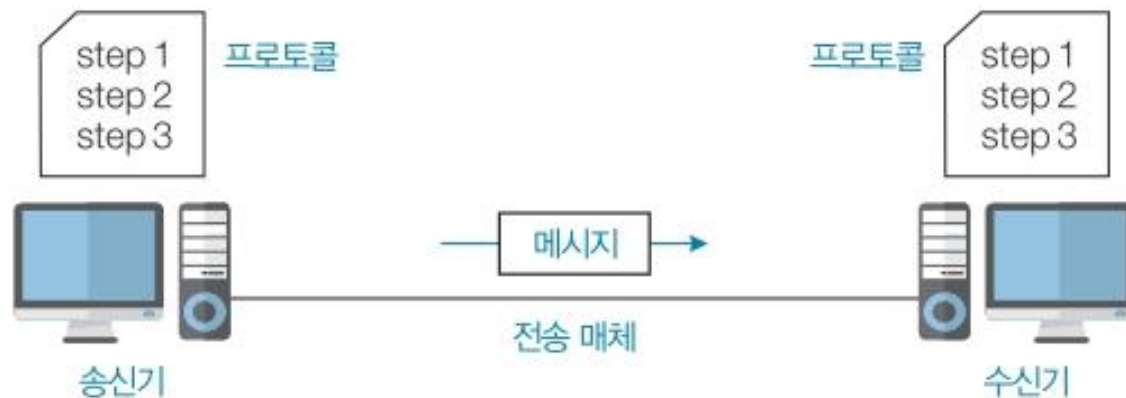 step 1
step 2
step 3
프로토콜
프로토콜
step 1
step 2
step 3
메시지
전송 매체
송신기
수신기